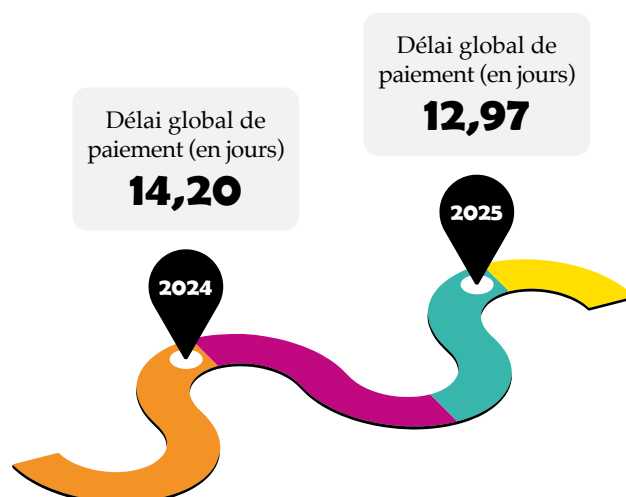 Délai global de
paiement (en jours)
14,20
2024
Délai global de
paiement (en jours)
12,97
2025